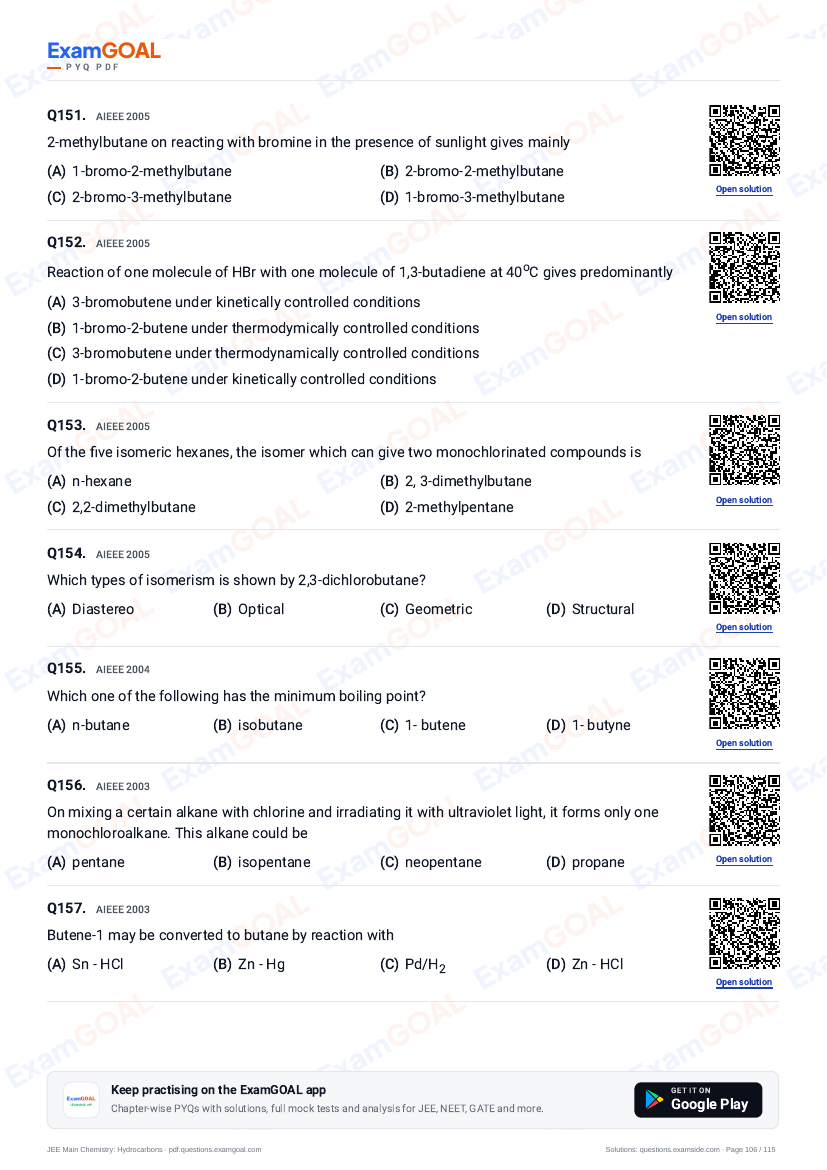 ExamGOAL
PYQ PDF
Q151. AIEEE 2005
2-methylbutane on reacting with bromine in the presence of sunlight gives mainly
(A) 1-bromo-2-methylbutane (B) 2-bromo-2-methylbutane
(C) 2-bromo-3-methylbutane (D) 1-bromo-3-methylbutane
Open solution
Q152. AIEEE 2005
Reaction of one molecule of HBr with one molecule of 1,3-butadiene at 40⁰C gives predominantly
(A) 3-bromobutene under kinetically controlled conditions
(B) 1-bromo-2-butene under thermodymically controlled conditions
(C) 3-bromobutene under thermodynamically controlled conditions
(D) 1-bromo-2-butene under kinetically controlled conditions
Open solution
Q153. AIEEE 2005
Of the five isomeric hexanes, the isomer which can give two monochlorinated compounds is
(A) n-hexane (B) 2, 3-dimethylbutane
(C) 2,2-dimethylbutane (D) 2-methylpentane
Open solution
Q154. AIEEE 2005
Which types of isomerism is shown by 2,3-dichlorobutane?
(A) Diastereo (B) Optical (C) Geometric (D) Structural
Open solution
Q155. AIEEE 2004
Which one of the following has the minimum boiling point?
(A) n-butane (B) isobutane (C) 1- butene (D) 1- butyne
Open solution
Q156. AIEEE 2003
On mixing a certain alkane with chlorine and irradiating it with ultraviolet light, it forms only one
monochloroalkane. This alkane could be
(A) pentane (B) isopentane (C) neopentane (D) propane
Open solution
Q157. AIEEE 2003
Butene-1 may be converted to butane by reaction with
(A) Sn - HCl (B) Zn - Hg (C) Pd/H₂ (D) Zn - HCl
Open solution
Keep practising on the ExamGOAL app
Chapter-wise PYQs with solutions, full mock tests and analysis for JEE, NEET, GATE and more.
GET IT ON
Google Play
JEE Main Chemistry: Hydrocarbons · pdf.questions.examgoal.com
Solutions: questions.examside.com · Page 106 / 115